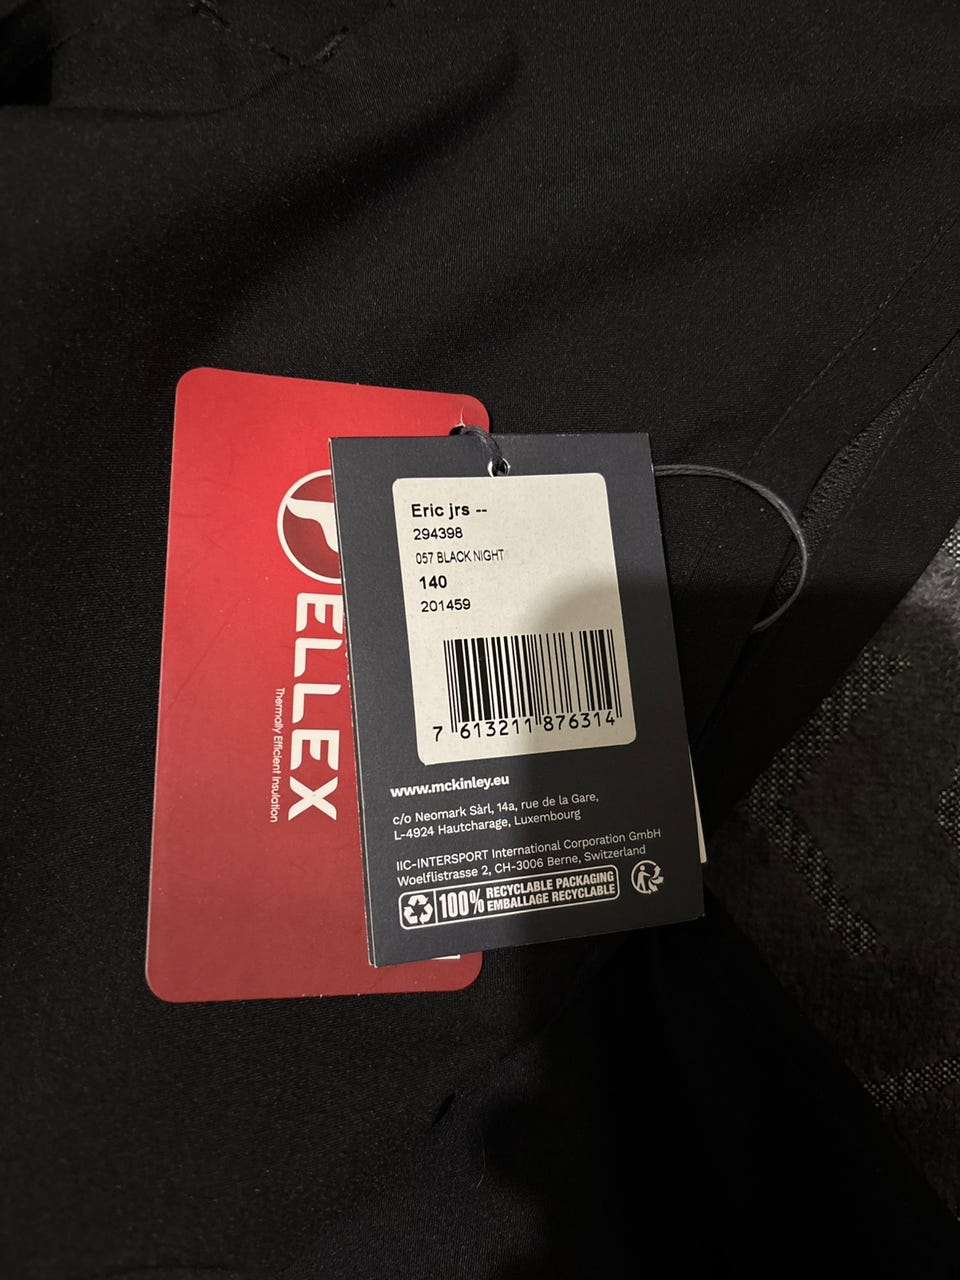 PELLEX
Thermally Efficient Insulation
Eric jrs --
294398
057 BLACK NIGHT
140
201459
7 613211 876314
www.mckinley.eu
c/o Neomark Sàrl, 14a, rue de la Gare,
L-4924 Hautcharage, Luxembourg
IIC-INTERSPORT International Corporation GmbH
Woelflistrasse 2, CH-3006 Berne, Switzerland
100% RECYCLABLE PACKAGING
EMBALLAGE RECYCLABLE